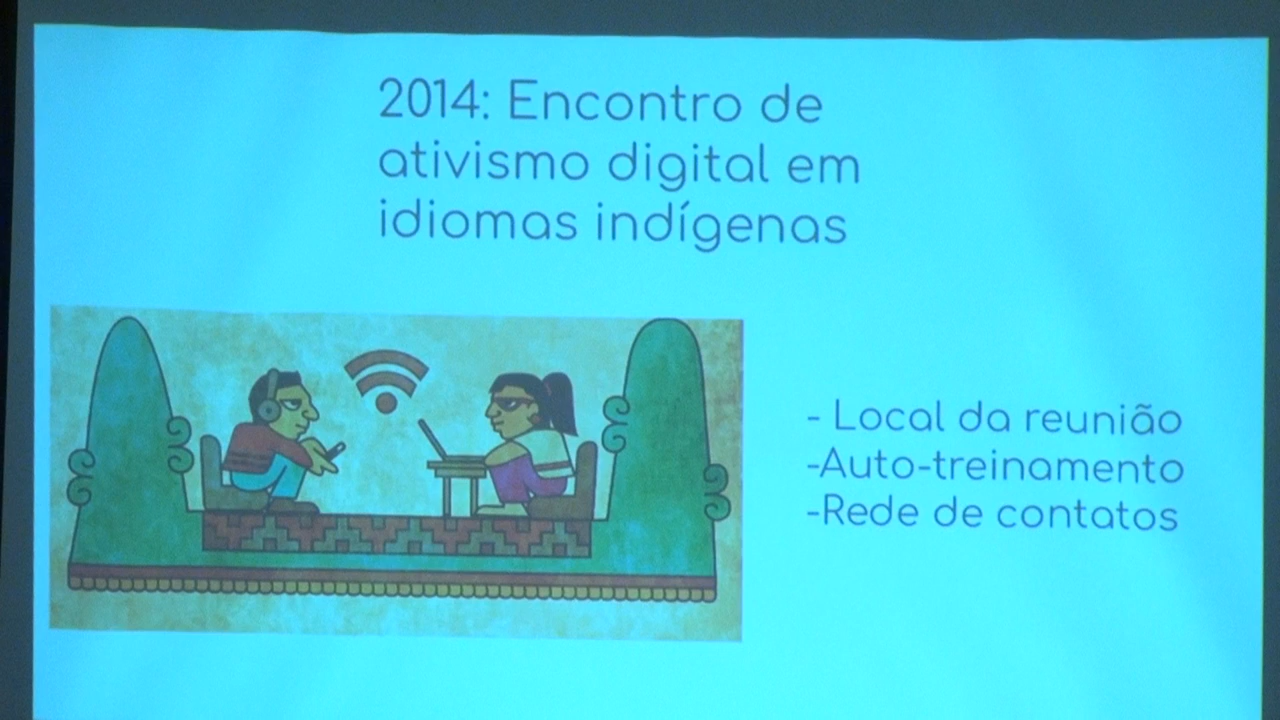 2014: Encontro de
ativismo digital em
idiomas indígenas
- Local da reunião
-Auto-treinamento
-Rede de contatos